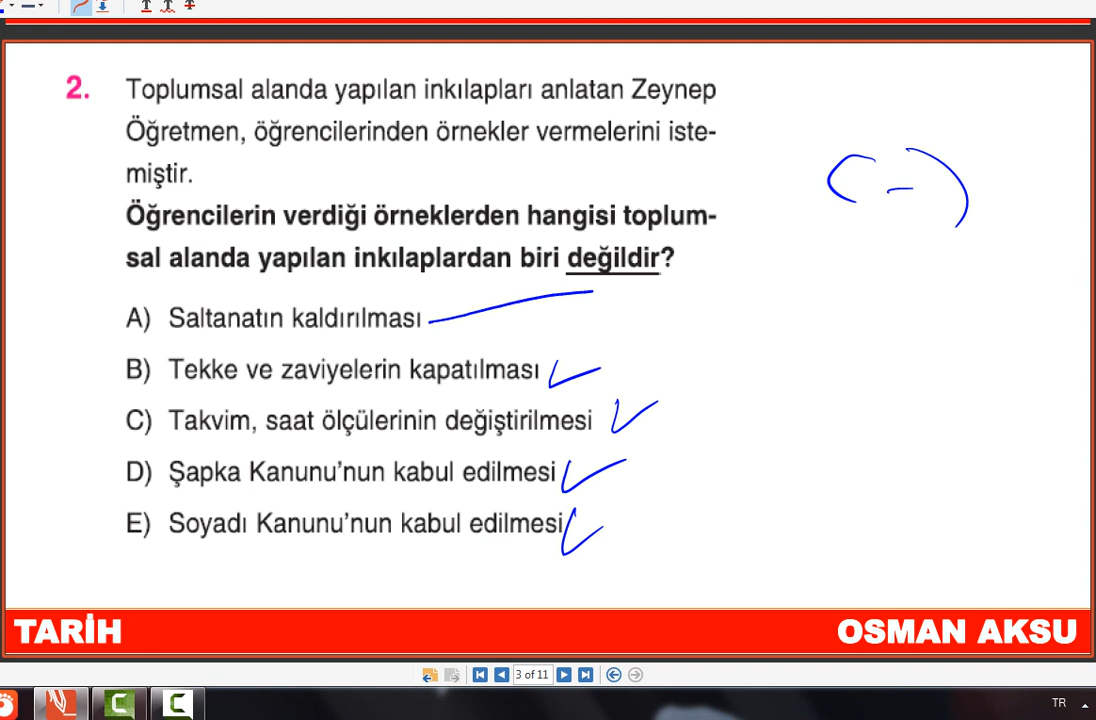 2. Toplumsal alanda yapılan inkılapları anlatan Zeynep
Öğretmen, öğrencilerinden örnekler vermelerini iste-
miştir.
Öğrencilerin verdiği örneklerden hangisi toplum-
sal alanda yapılan inkılaplardan biri değildir?
A) Saltanatın kaldırılması
B) Tekke ve zaviyelerin kapatılması
C) Takvim, saat ölçülerinin değiştirilmesi
D) Şapka Kanunu’nun kabul edilmesi
E) Soyadı Kanunu’nun kabul edilmesi
(-)
TARİH OSMAN AKSU
3 of 11
TR